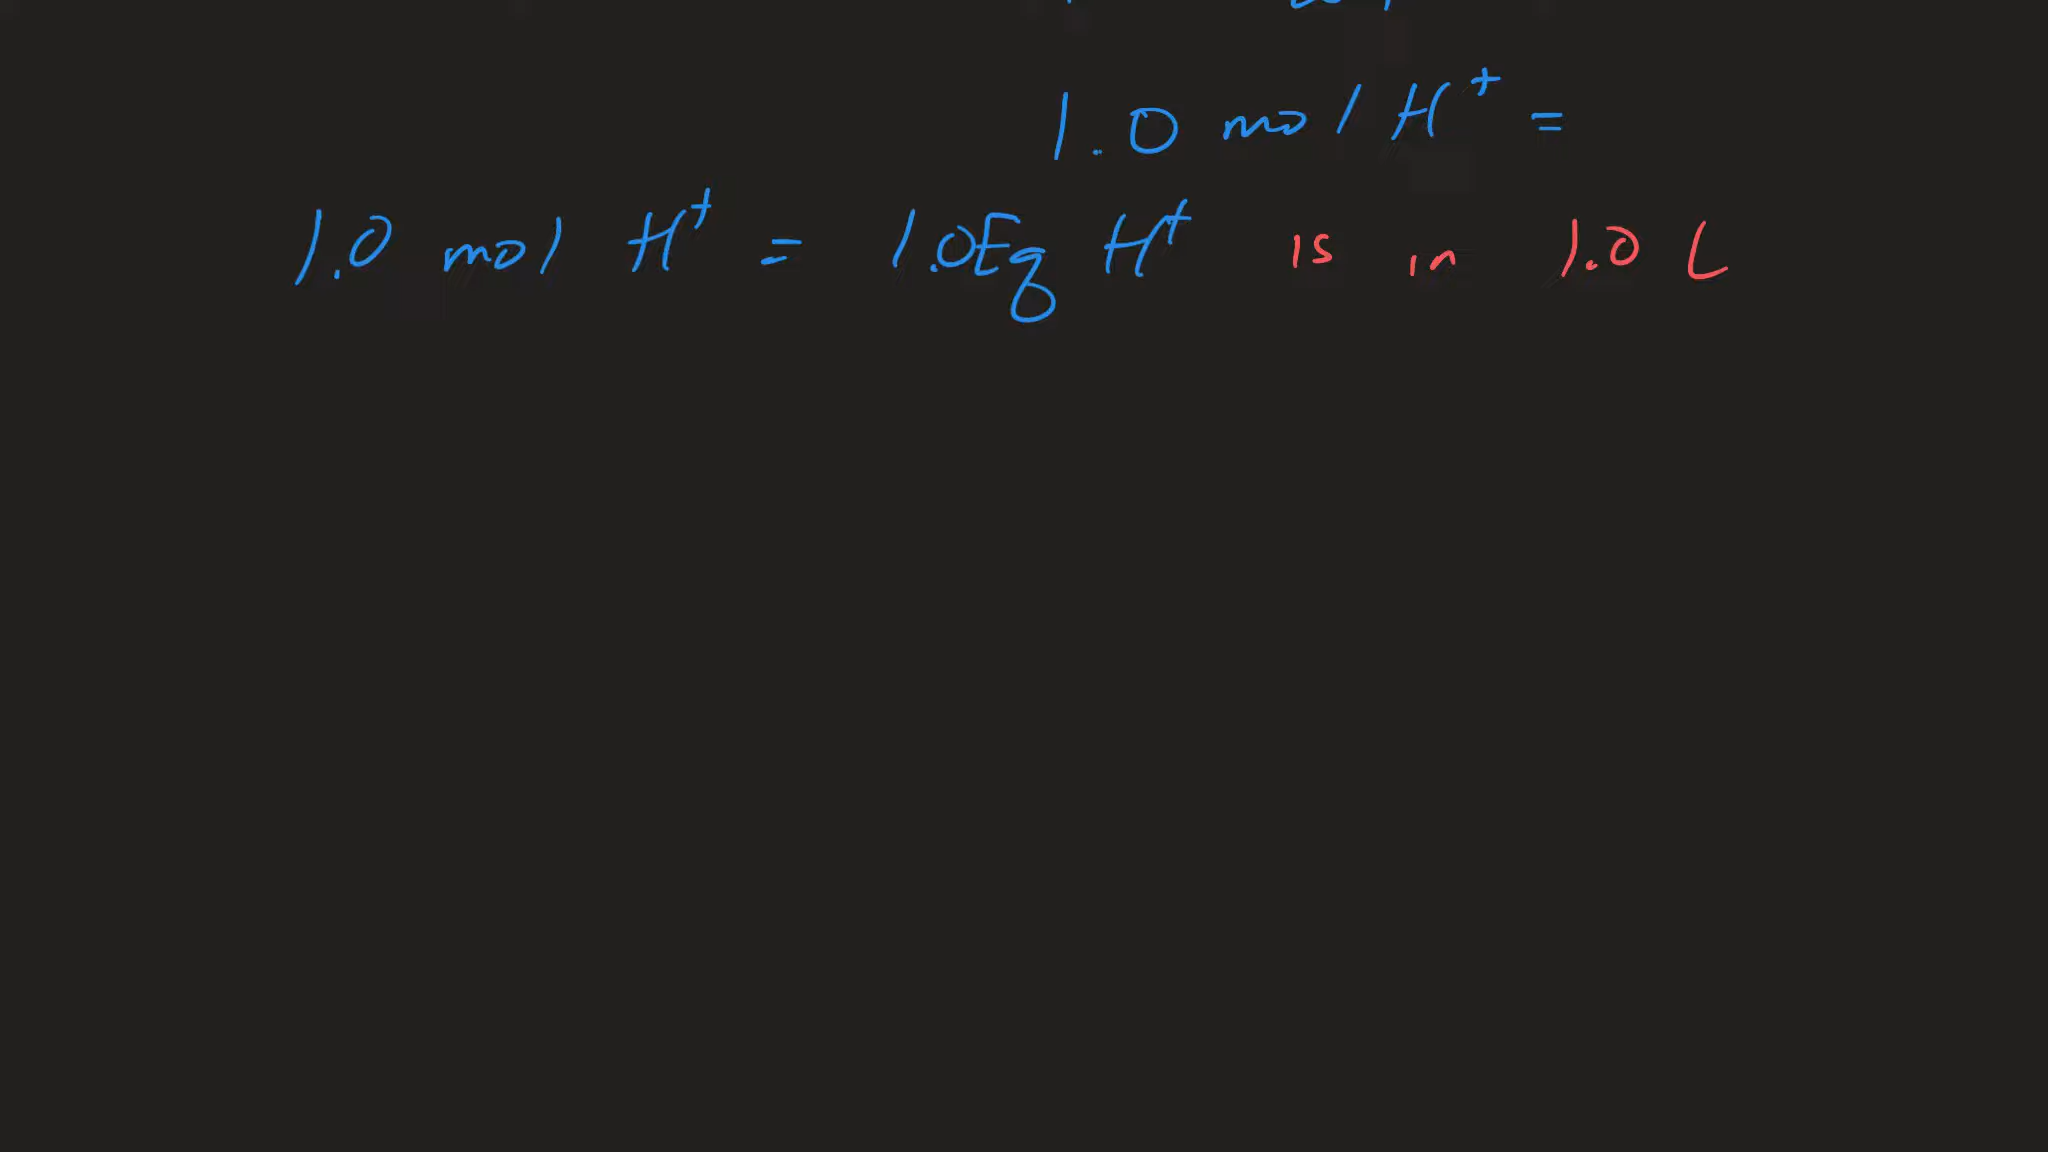 1.0 mol H⁺ =
1.0 mol H⁺ = 1.0Eq H⁺ is in 1.0 L